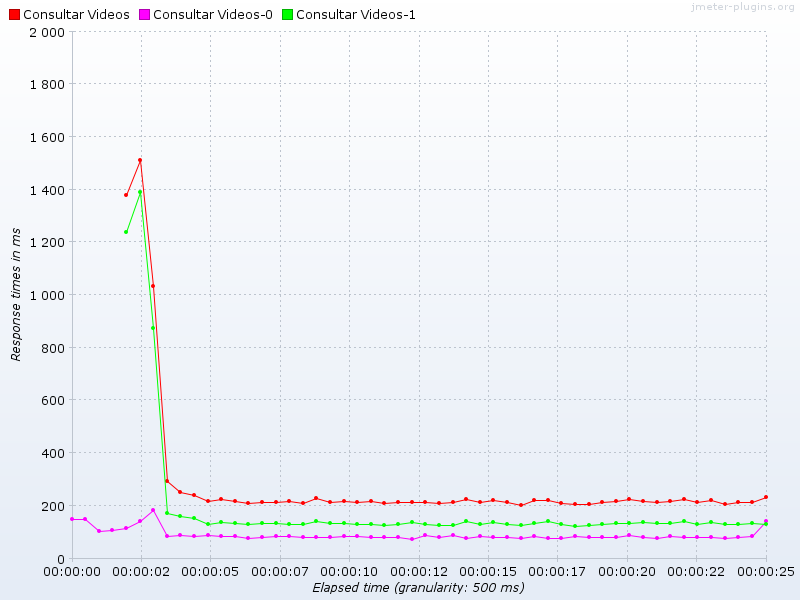 Consultar Videos Consultar Videos-0 Consultar Videos-1
jmeter-plugins.org
2 000
1 800
1 600
1 400
1 200
1 000
800
600
400
200
0
Response times in ms
00:00:00 00:00:02 00:00:05 00:00:07 00:00:10 00:00:12 00:00:15 00:00:17 00:00:20 00:00:22 00:00:25
Elapsed time (granularity: 500 ms)